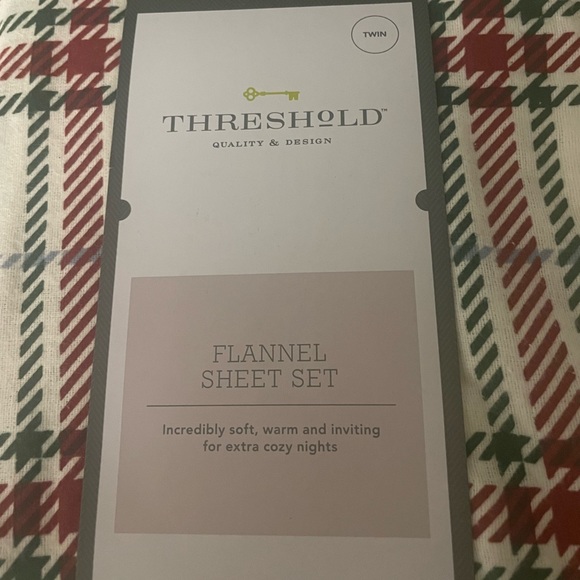 TWIN
THRESHOLD™
QUALITY & DESIGN
FLANNEL
SHEET SET
Incredibly soft, warm and inviting
for extra cozy nights